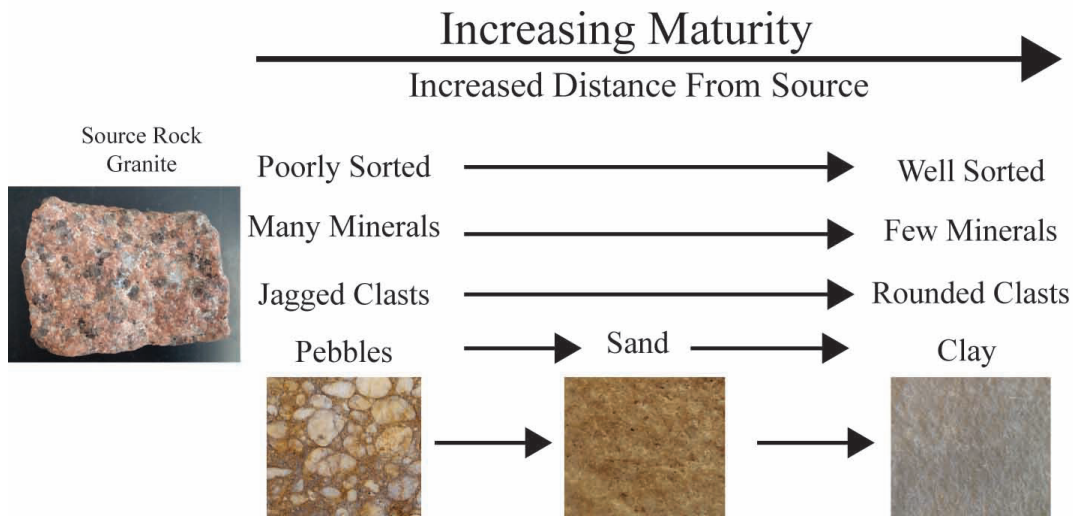 Increasing Maturity
Increased Distance From Source
Source Rock
Granite
Poorly Sorted
Well Sorted
Many Minerals
Few Minerals
Jagged Clasts
Rounded Clasts
Pebbles
Sand
Clay